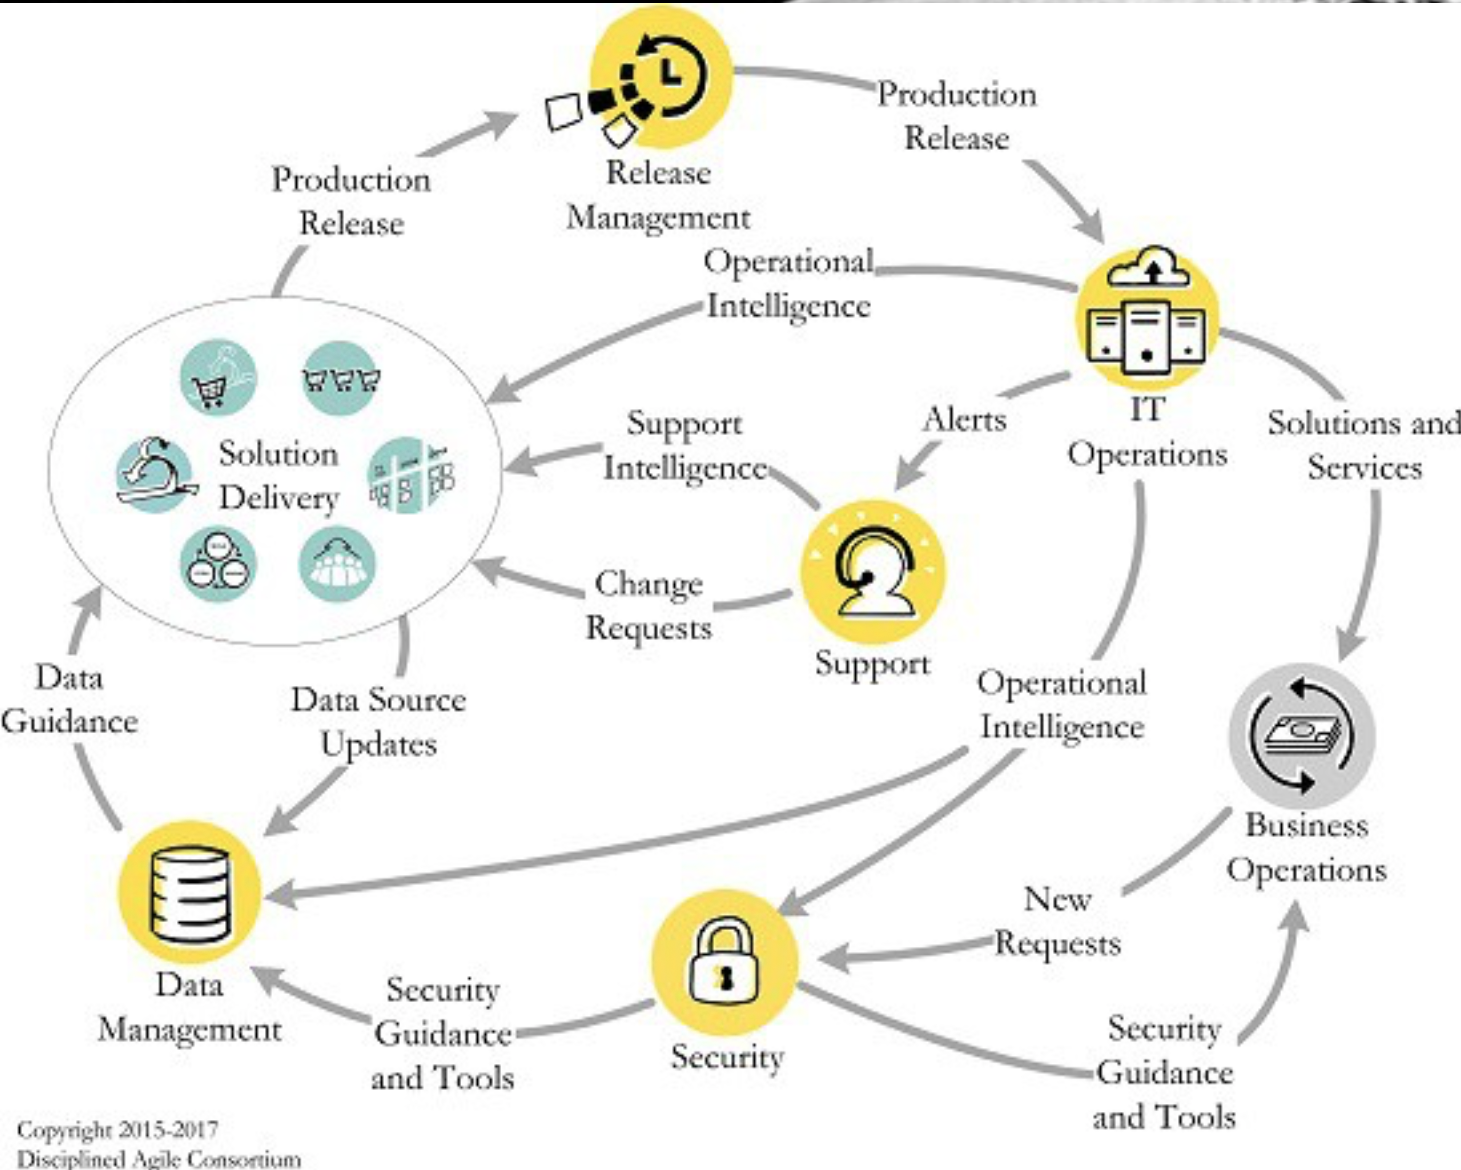 Production
Release
Production
Release
Release
Management
Operational
Intelligence
IT
Operations
Alerts
Solutions and
Services
Support
Intelligence
Solution
Delivery
Change
Requests
Support
Data
Guidance
Data Source
Updates
Operational
Intelligence
Business
Operations
New
Requests
Data
Management
Security
Guidance
and Tools
Security
Security
Guidance
and Tools
Copyright 2015-2017
Disciplined Agile Consortium